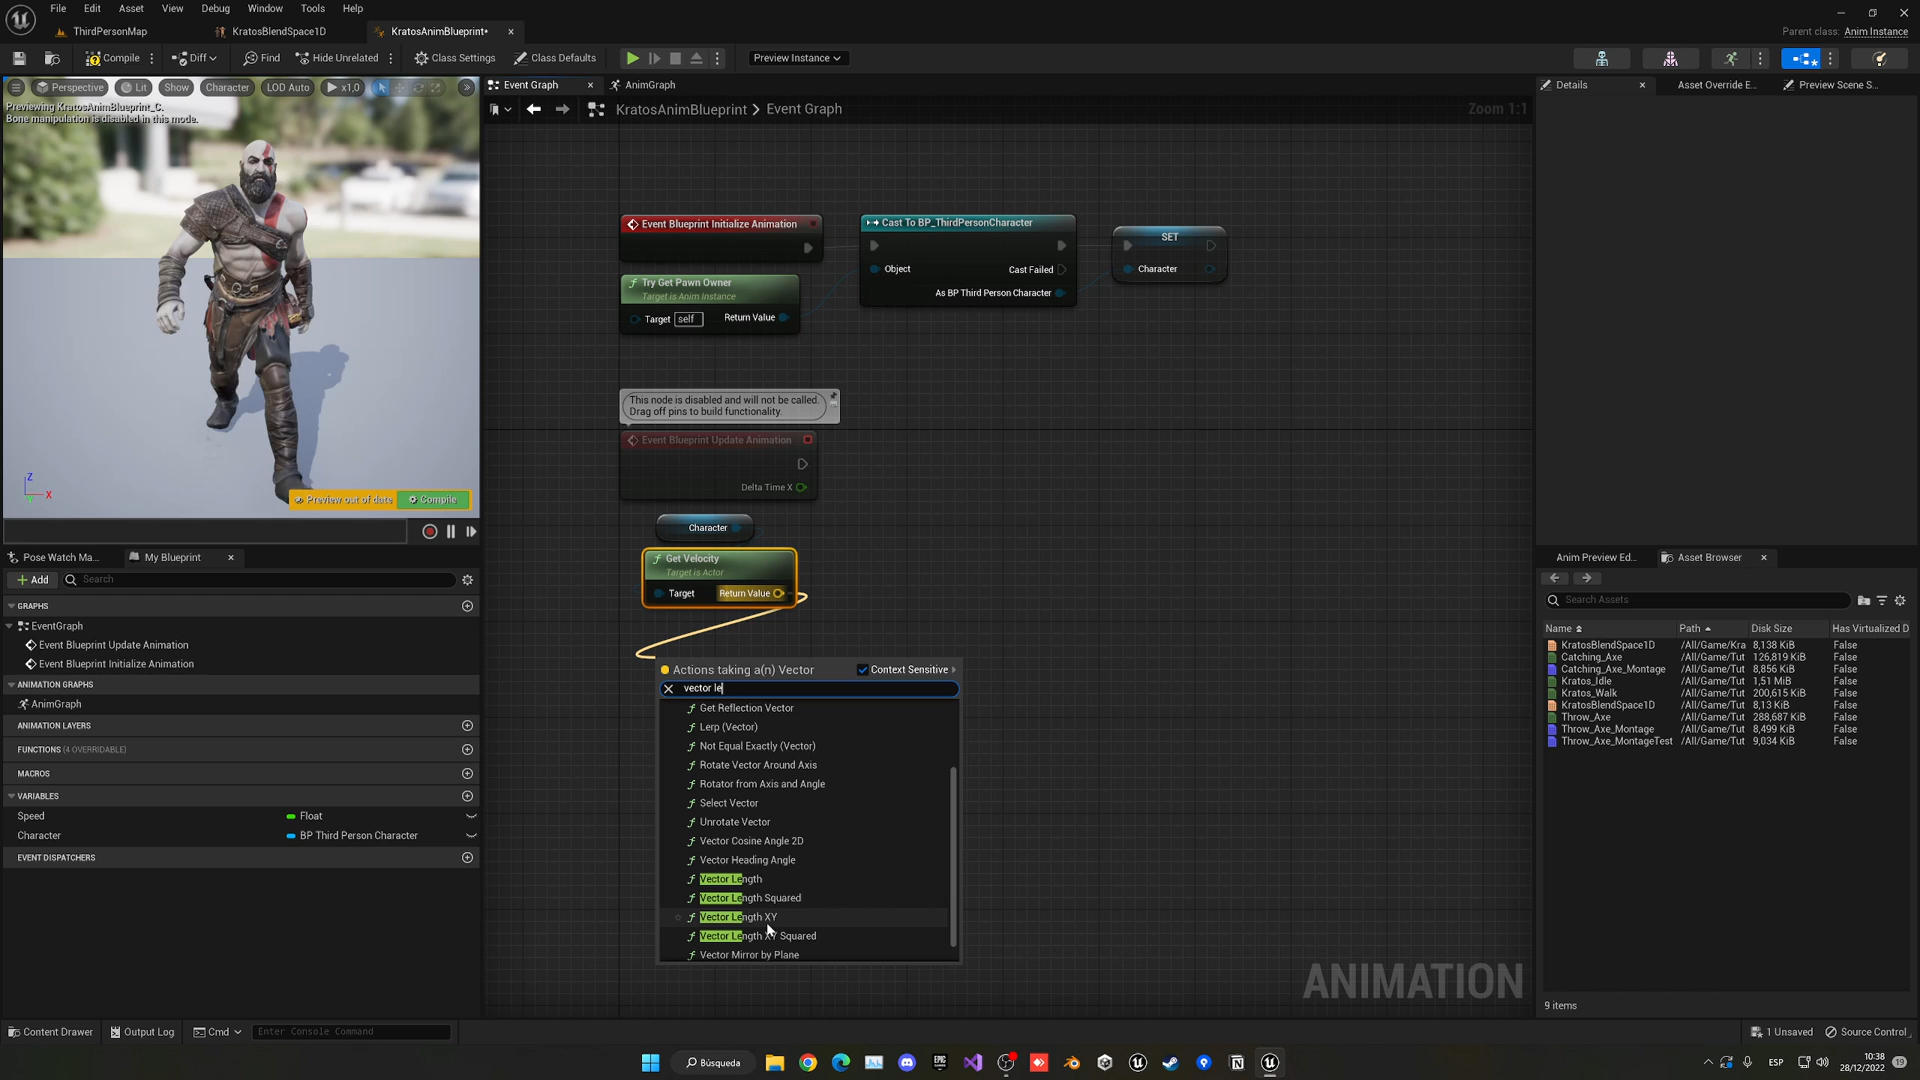 File Edit Asset View Debug Window Tools Help
ThirdPersonMap KratosBlendSpace1D KratosAnimBlueprint*
Parent class: Anim Instance
Compile Diff Find Hide Unrelated Class Settings Class Defaults Preview Instance
Perspective Lit Show Character LOD Auto x1,0
Previewing KratosAnimBlueprint_C.
Bone manipulation is disabled in this mode.
Z
X
Preview out of date Compile
Event Graph AnimGraph
KratosAnimBlueprint > Event Graph Zoom 1:1
Event Blueprint Initialize Animation
Try Get Pawn Owner
Target is Anim Instance
Target self Return Value
Cast To BP_ThirdPersonCharacter
Object Cast Failed
As BP Third Person Character
SET
Character
This node is disabled and will not be called.
Drag off pins to build functionality.
Event Blueprint Update Animation
Delta Time X
Character
Get Velocity
Target is Actor
Target Return Value
Actions taking a(n) Vector Context Sensitive
vector le
Get Reflection Vector
Lerp (Vector)
Not Equal Exactly (Vector)
Rotate Vector Around Axis
Rotator from Axis and Angle
Select Vector
Unrotate Vector
Vector Cosine Angle 2D
Vector Heading Angle
Vector Length
Vector Length Squared
Vector Length XY
Vector Length XY Squared
Vector Mirror by Plane
ANIMATION
Pose Watch Ma... My Blueprint
Add Search
GRAPHS
EventGraph
Event Blueprint Update Animation
Event Blueprint Initialize Animation
ANIMATION GRAPHS
AnimGraph
ANIMATION LAYERS
FUNCTIONS (4 OVERRIDABLE)
MACROS
VARIABLES
Speed Float
Character BP Third Person Character
EVENT DISPATCHERS
Details Asset Override E... Preview Scene S...
Anim Preview Ed... Asset Browser
Search Assets
Name Path Disk Size Has Virtualized D
KratosBlendSpace1D /All/Game/Kra 8,138 KiB False
Catching_Axe /All/Game/Tut 126,819 KiB False
Catching_Axe_Montage /All/Game/Tut 8,856 KiB False
Kratos_Idle /All/Game/Tut 1,51 MiB False
Kratos_Walk /All/Game/Tut 200,615 KiB False
KratosBlendSpace1D /All/Game/Tut 8,13 KiB False
Throw_Axe /All/Game/Tut 288,687 KiB False
Throw_Axe_Montage /All/Game/Tut 8,499 KiB False
Throw_Axe_MontageTest /All/Game/Tut 9,034 KiB False
9 items
Content Drawer Output Log Cmd Enter Console Command 1 Unsaved Source Control
Búsqueda ESP 10:38
28/12/2022 19